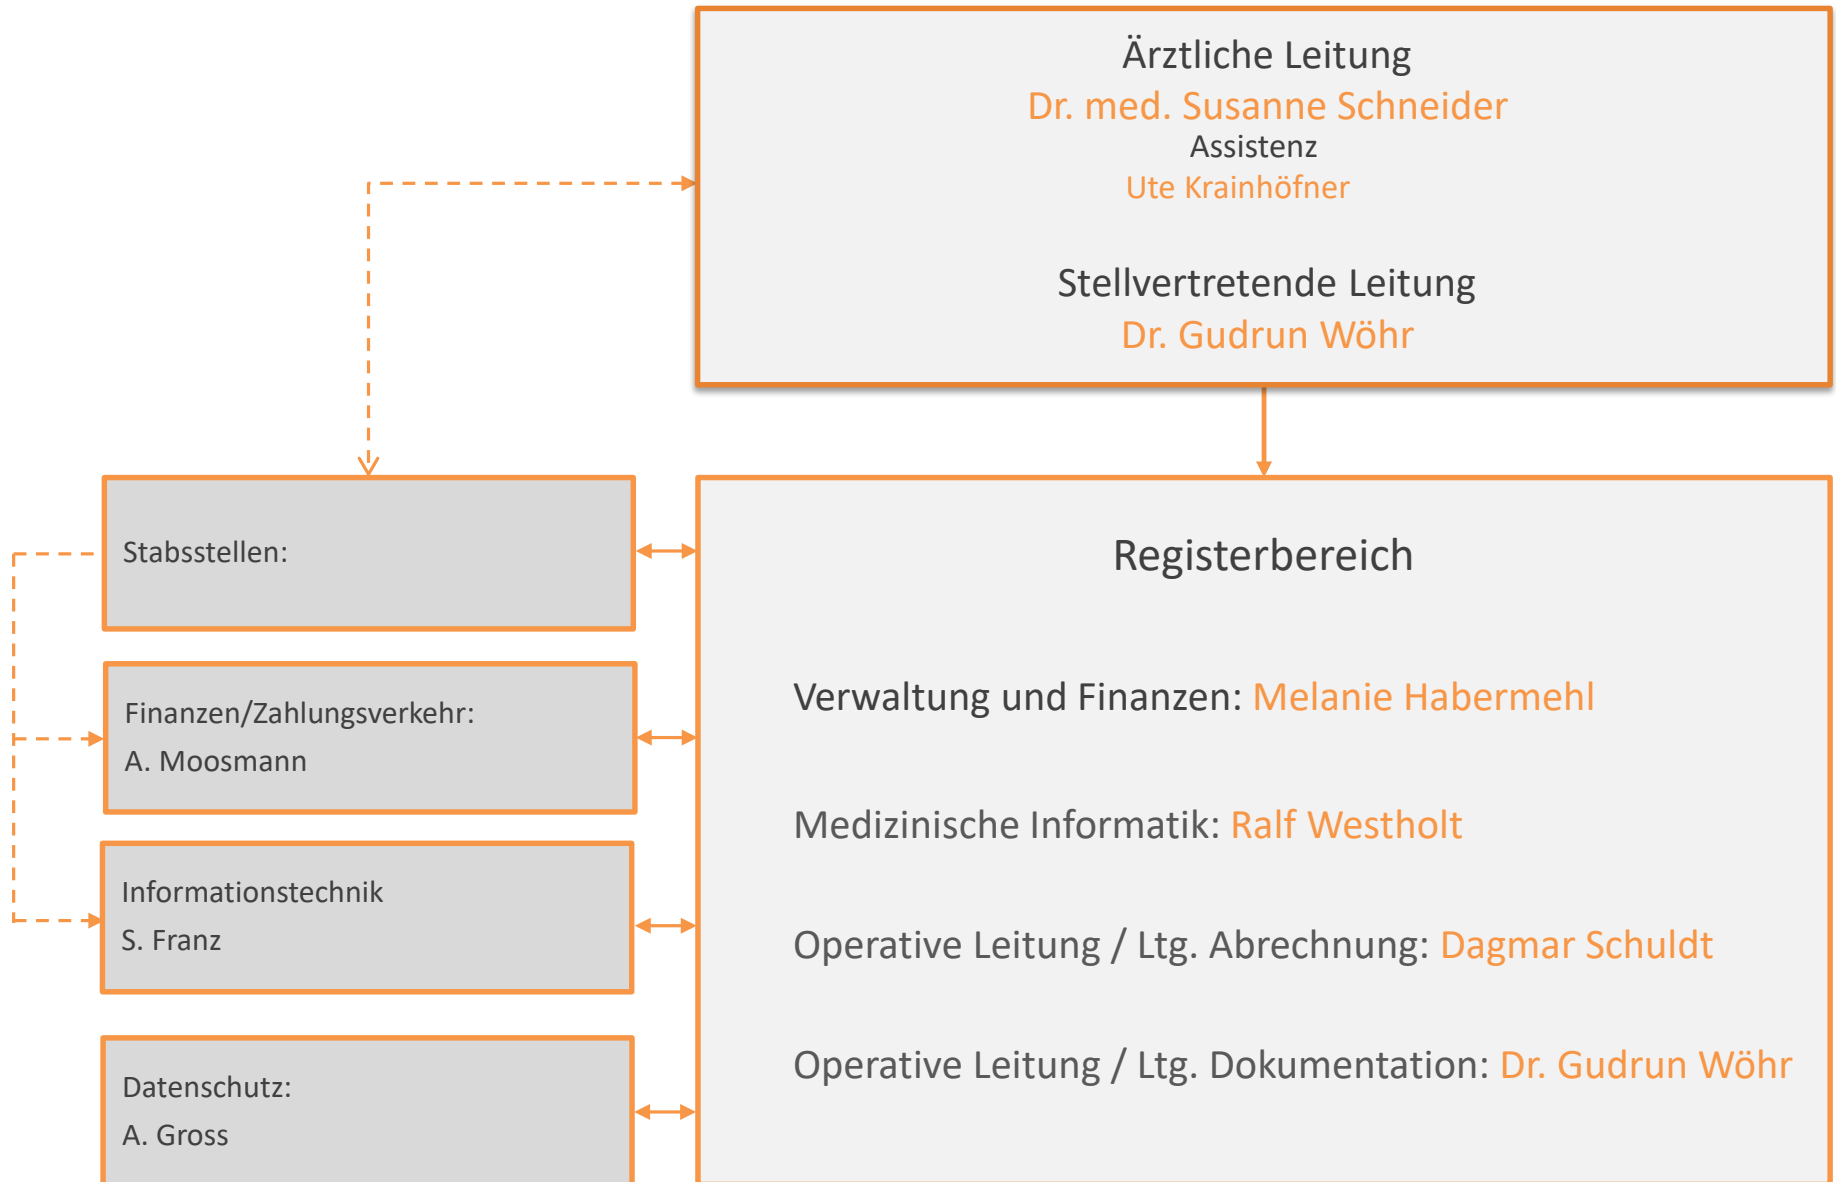 Ärztliche Leitung
Dr. med. Susanne Schneider
Assistenz
Ute Krainhöfner
Stellvertretende Leitung
Dr. Gudrun Wöhr
Stabsstellen:
Finanzen/Zahlungsverkehr:
A. Moosmann
Informationstechnik
S. Franz
Datenschutz:
A. Gross
Registerbereich
Verwaltung und Finanzen: Melanie Habermehl
Medizinische Informatik: Ralf Westholt
Operative Leitung / Ltg. Abrechnung: Dagmar Schuldt
Operative Leitung / Ltg. Dokumentation: Dr. Gudrun Wöhr